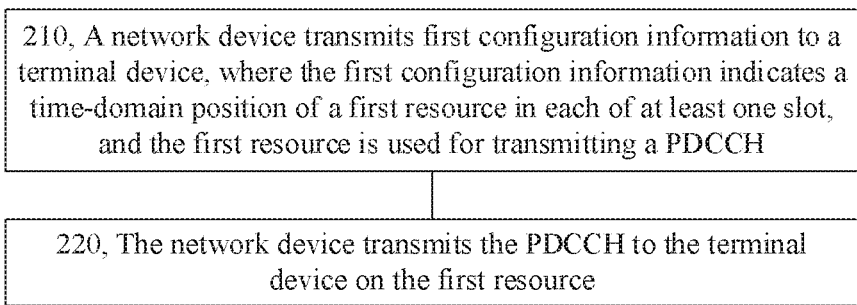 210, A network device transmits first configuration information to a
terminal device, where the first configuration information indicates a
time-domain position of a first resource in each of at least one slot,
and the first resource is used for transmitting a PDCCH
220, The network device transmits the PDCCH to the terminal
device on the first resource